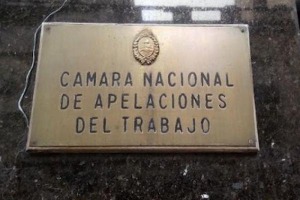 CAMARA NACIONAL
DE APELACIONES
DEL TRABAJO